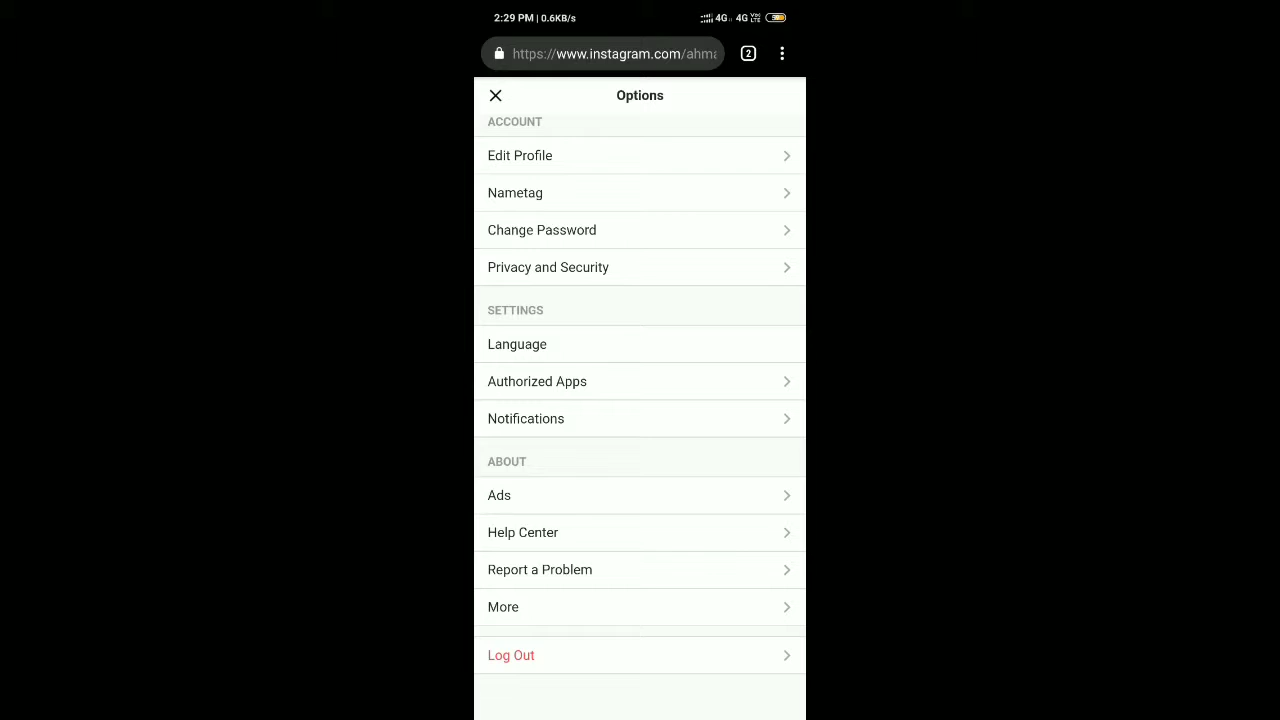 2:29 PM | 0.6KB/s
4G 4G
https://www.instagram.com/ahma
2
Options
ACCOUNT
Edit Profile
Nametag
Change Password
Privacy and Security
SETTINGS
Language
Authorized Apps
Notifications
ABOUT
Ads
Help Center
Report a Problem
More
Log Out